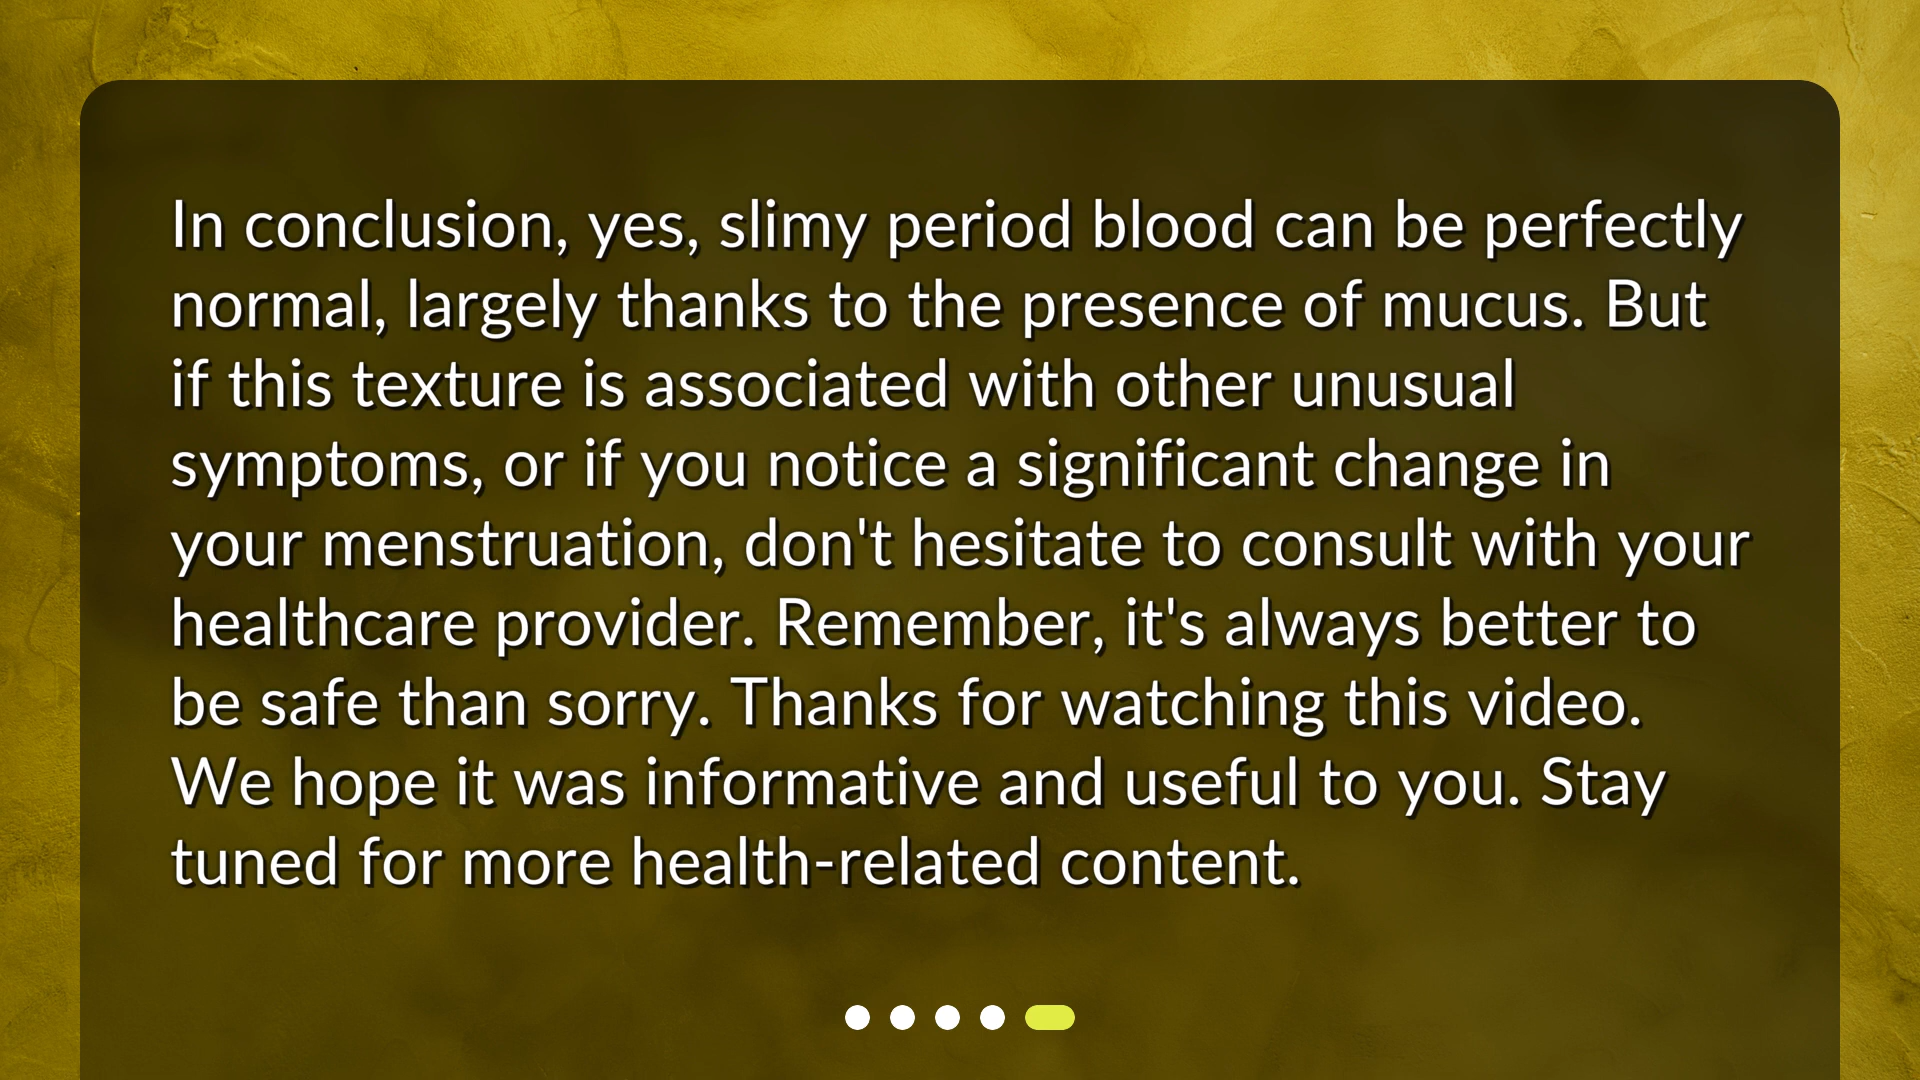 In conclusion, yes, slimy period blood can be perfectly
normal, largely thanks to the presence of mucus. But
if this texture is associated with other unusual
symptoms, or if you notice a significant change in
your menstruation, don't hesitate to consult with your
healthcare provider. Remember, it's always better to
be safe than sorry. Thanks for watching this video.
We hope it was informative and useful to you. Stay
tuned for more health-related content.